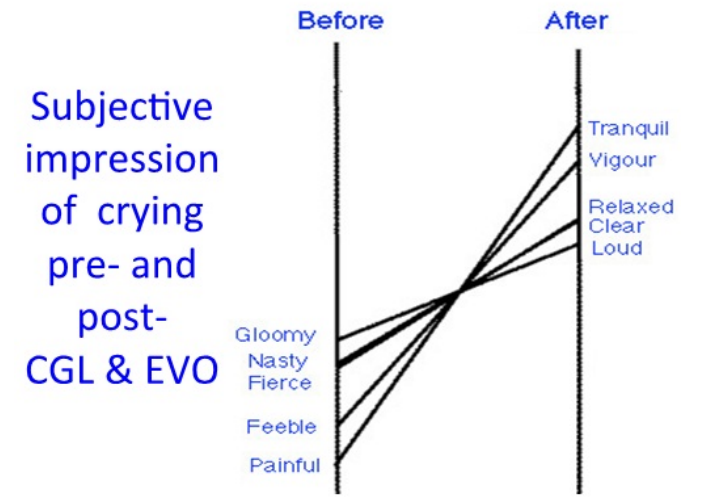 Before
After
Subjective
impression
of crying
pre- and
post-
CGL & EVO
Tranquil
Vigour
Relaxed
Clear
Loud
Gloomy
Nasty
Fierce
Feeble
Painful